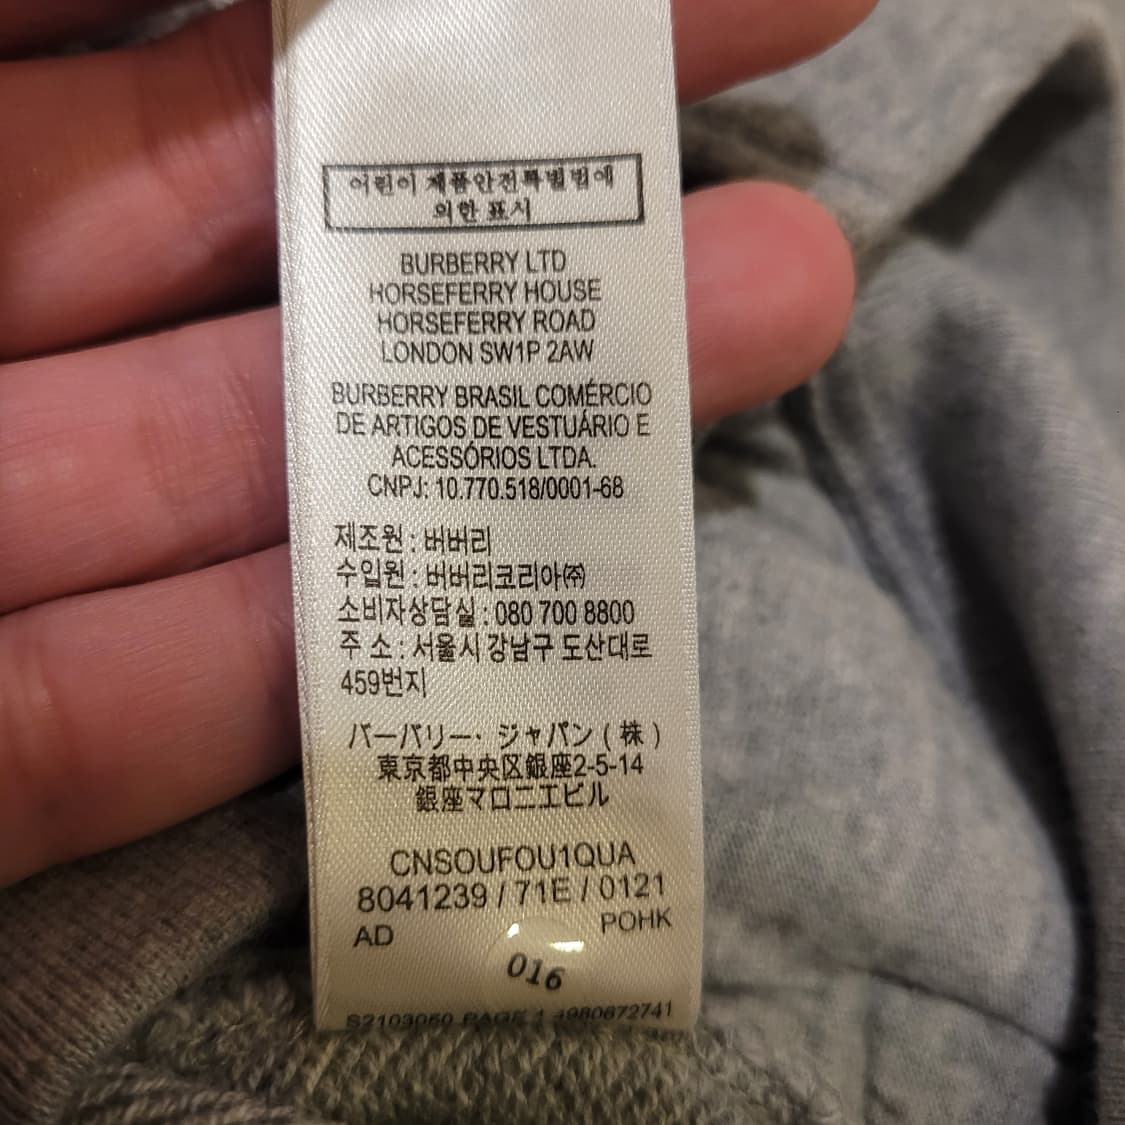 어린이 제품안전특별법에
의한 표시
BURBERRY LTD
HORSEFERRY HOUSE
HORSEFERRY ROAD
LONDON SW1P 2AW
BURBERRY BRASIL COMÉRCIO
DE ARTIGOS DE VESTUÁRIO E
ACESSÓRIOS LTDA.
CNPJ: 10.770.518/0001-68
제조원 : 버버리
수입원 : 버버리코리아㈜
소비자상담실 : 080 700 8800
주 소 : 서울시 강남구 도산대로
459번지
バーバリー・ジャパン(株)
東京都中央区銀座2-5-14
銀座マロニエビル
CNSOUFOU1QUA
8041239 / 71E / 0121
AD POHK
016
S2103060 PAGE 1 4980672741